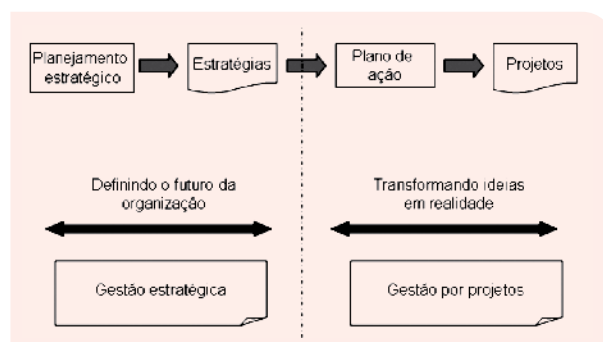 Planejamento
estratégico
Estratégias
Plano de
ação
Projetos
Definindo o futuro da
organização
Transformando ideias
em realidade
Gestão estratégica
Gestão por projetos